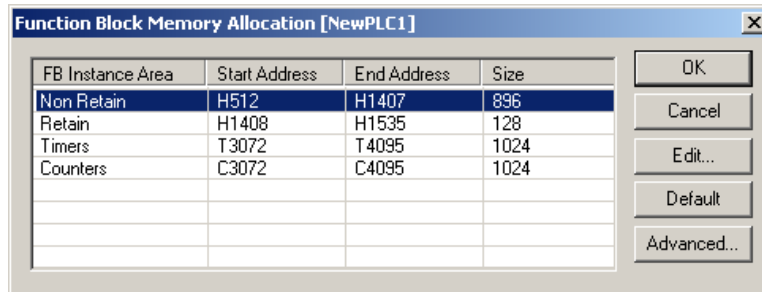 Function Block Memory Allocation [NewPLC1]
FB Instance Area Start Address End Address Size
Non Retain H512 H1407 896
Retain H1408 H1535 128
Timers T3072 T4095 1024
Counters C3072 C4095 1024
OK
Cancel
Edit...
Default
Advanced...